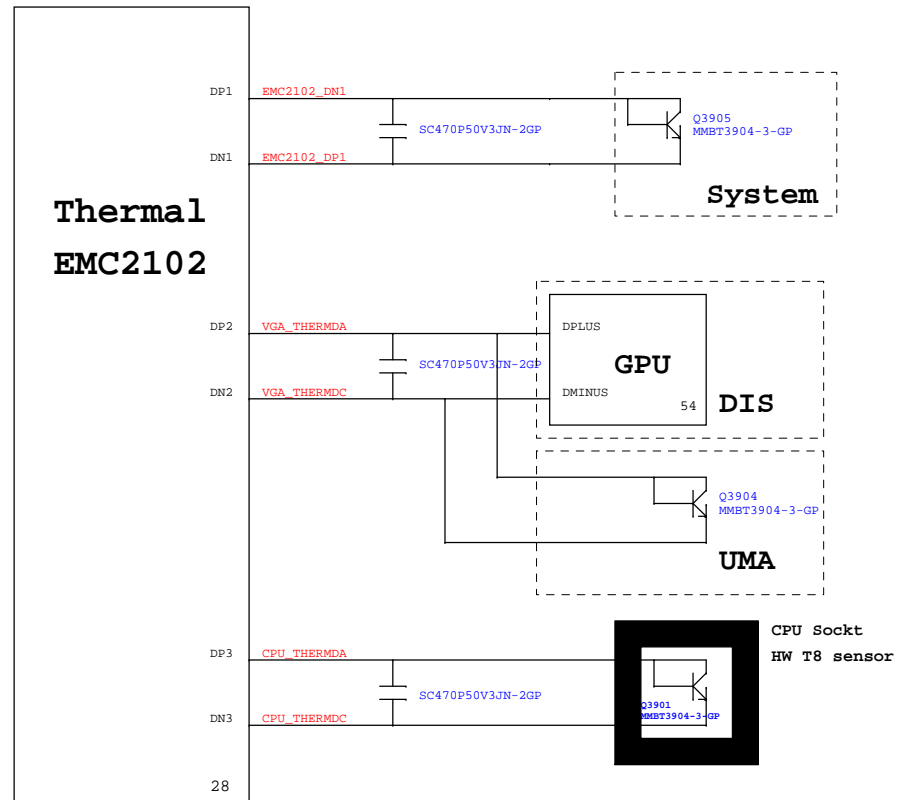 DP1 EMC2102_DN1
SC470P50V3JN-2GP
Q3905
MMBT3904-3-GP
DN1 EMC2102_DP1
System
Thermal
EMC2102
DP2 VGA_THERMDA
DPLUS
SC470P50V3JN-2GP
GPU
DN2 VGA_THERMDC
DMINUS
54
DIS
Q3904
MMBT3904-3-GP
UMA
CPU Sockt
HW T8 sensor
DP3 CPU_THERMDA
SC470P50V3JN-2GP
Q3901
MMBT3904-3-GP
DN3 CPU_THERMDC
28